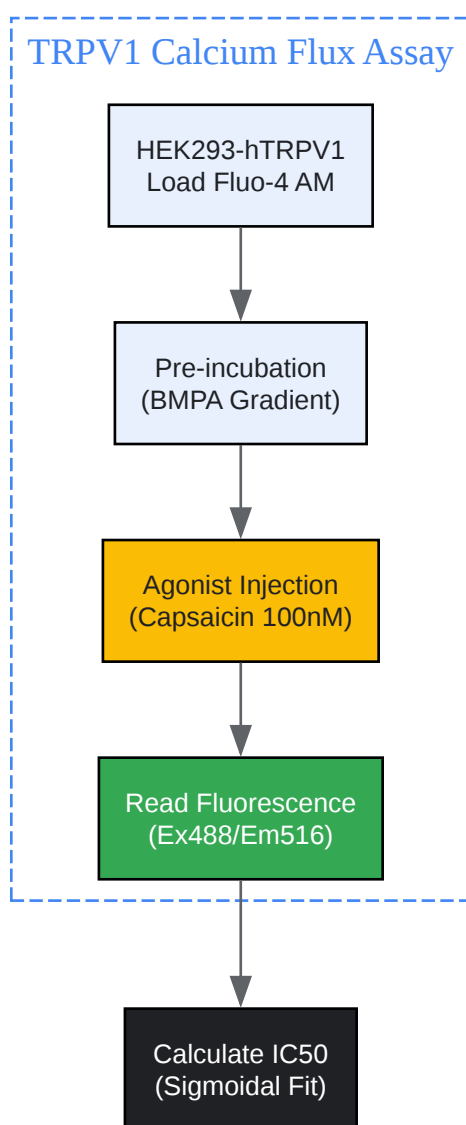 TRPV1 Calcium Flux Assay
HEK293-hTRPV1
Load Fluo-4 AM
Pre-incubation
(BMPA Gradient)
Agonist Injection
(Capsaicin 100nM)
Read Fluorescence
(Ex488/Em516)
Calculate IC50
(Sigmoidal Fit)